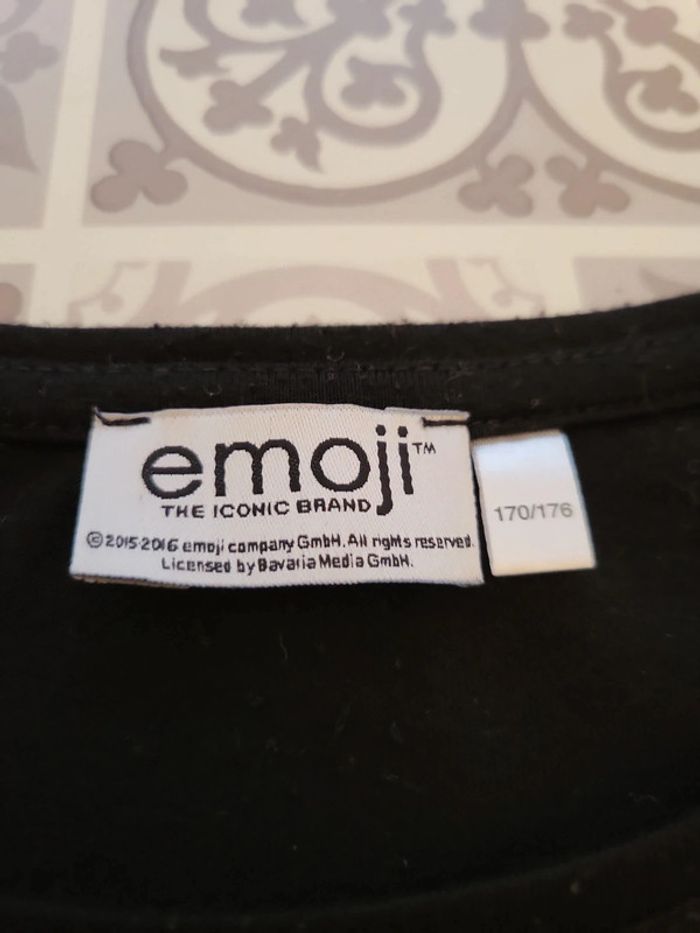 emoji™
THE ICONIC BRAND
©2015-2016 emoji company GmbH. All rights reserved.
Licensed by Bavaria Media GmbH.
170/176